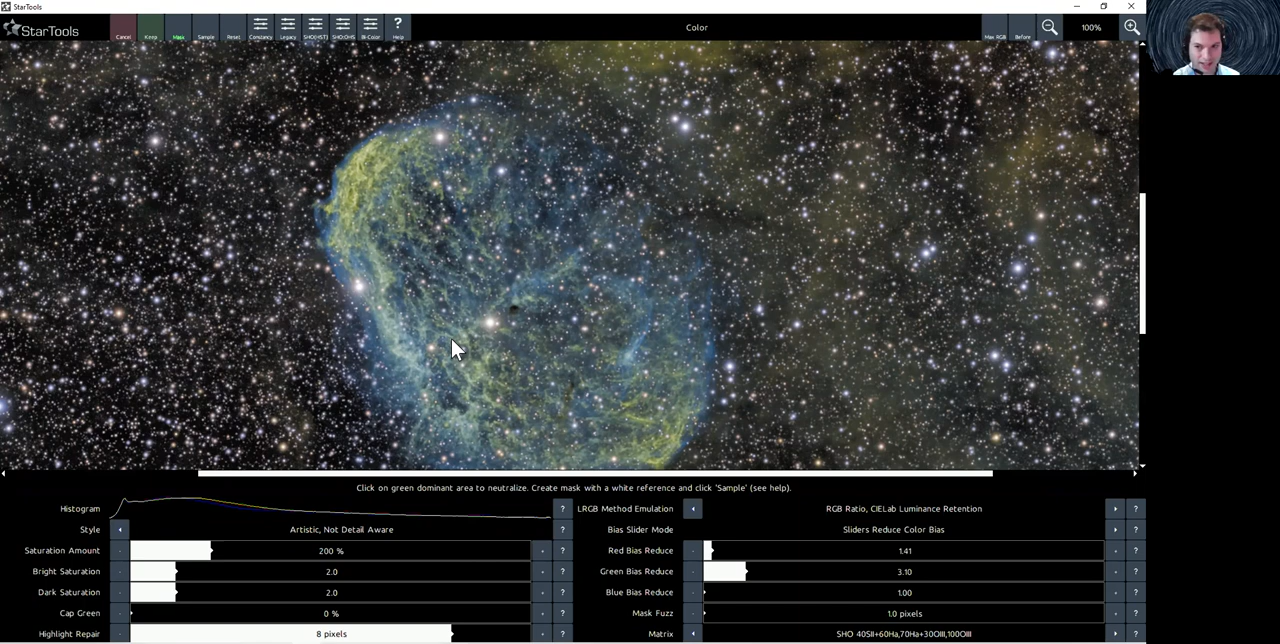 StarTools
StarTools
Cancel Keep Mask Sample Reset Constancy Legacy SHO(HST) SHO:OHS Bi-Color Help
Color
Max RGB Before 100%
Click on green dominant area to neutralize. Create mask with a white reference and click 'Sample' (see help).
Histogram ? LRGB Method Emulation RGB Ratio, CIELab Luminance Retention ?
Style Artistic, Not Detail Aware ? Bias Slider Mode Sliders Reduce Color Bias ?
Saturation Amount - 200 % + ? Red Bias Reduce - 1.41 + ?
Bright Saturation - 2.0 + ? Green Bias Reduce - 3.10 + ?
Dark Saturation - 2.0 + ? Blue Bias Reduce - 1.00 + ?
Cap Green - 0 % + ? Mask Fuzz - 1.0 pixels + ?
Highlight Repair - 8 pixels + ? Matrix SHO 40SII+60Ha,70Ha+30OIII,100OIII ?